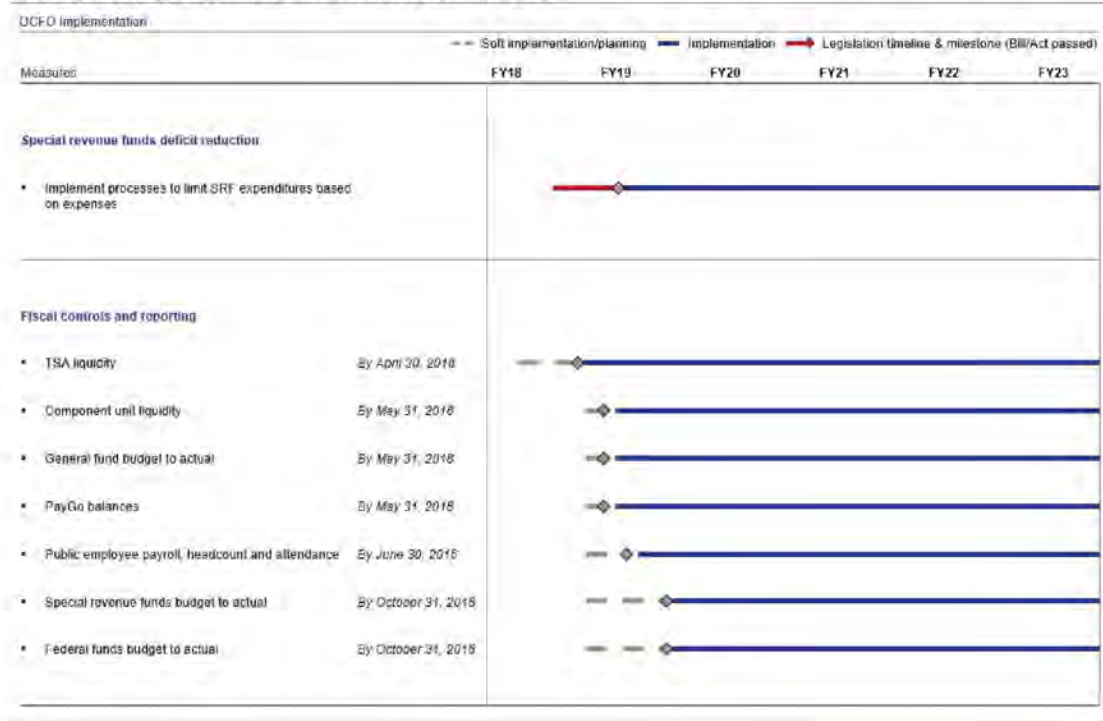 OCFO Implementation
Soft implementation/planning Implementation Legislation timeline & milestone (Bill/Act passed)
Measures FY18 FY19 FY20 FY21 FY22 FY23
Special revenue funds deficit reduction
▪ Implement processes to limit SRF expenditures based
on expenses
Fiscal controls and reporting
▪ TSA liquidity By April 30, 2018
▪ Component unit liquidity By May 31, 2018
▪ General fund budget to actual By May 31, 2018
▪ PayGo balances By May 31, 2018
▪ Public employee payroll, headcount and attendance By June 30, 2018
▪ Special revenue funds budget to actual By October 31, 2018
▪ Federal funds budget to actual By October 31, 2018